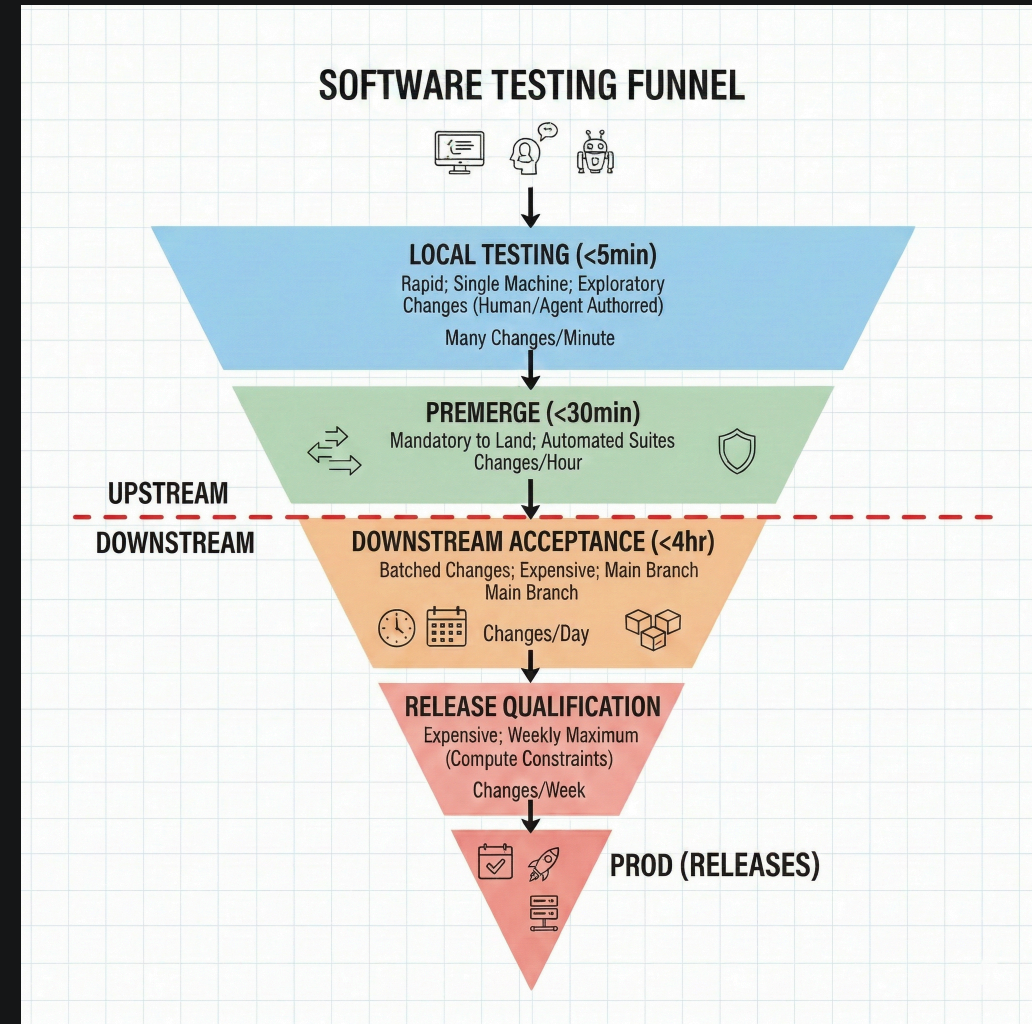 SOFTWARE TESTING FUNNEL
LOCAL TESTING (<5min)
Rapid; Single Machine; Exploratory
Changes (Human/Agent Authorred)
Many Changes/Minute
PREMERGE (<30min)
Mandatory to Land; Automated Suites
Changes/Hour
UPSTREAM
DOWNSTREAM
DOWNSTREAM ACCEPTANCE (<4hr)
Batched Changes; Expensive; Main Branch
Main Branch
Changes/Day
RELEASE QUALIFICATION
Expensive; Weekly Maximum
(Compute Constraints)
Changes/Week
PROD (RELEASES)